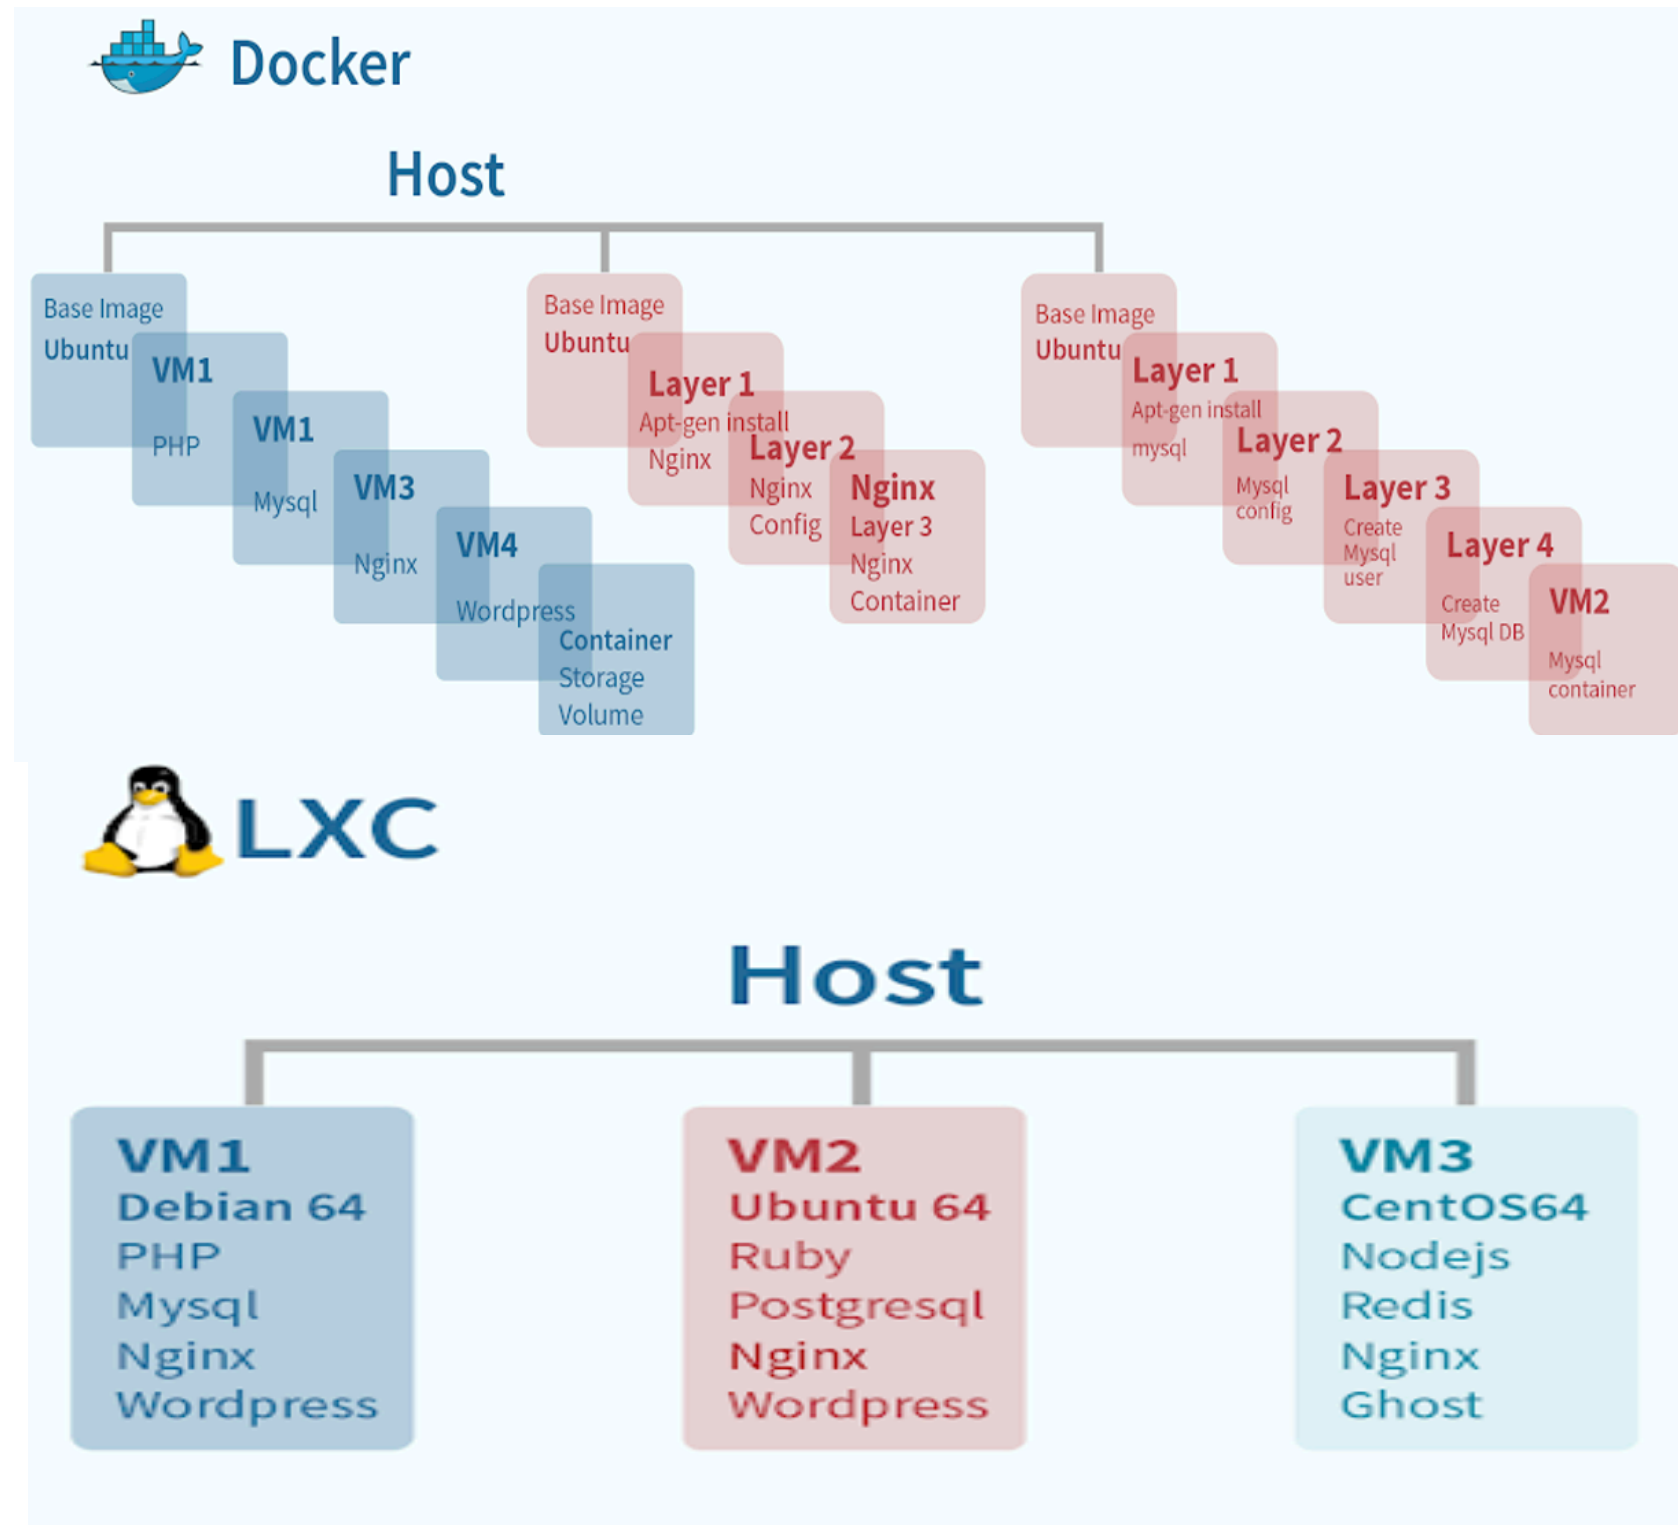 Docker
Host
Base Image
Ubuntu
VM1
PHP
VM1
Mysql
VM3
Nginx
VM4
Wordpress
Container
Storage
Volume
Base Image
Ubuntu
Layer 1
Apt-gen install
Nginx
Layer 2
Nginx
Config
Nginx
Layer 3
Nginx
Container
Base Image
Ubuntu
Layer 1
Apt-gen install
mysql
Layer 2
Mysql
config
Layer 3
Create
Mysql
user
Layer 4
Create
Mysql DB
VM2
Mysql
container
LXC
Host
VM1
Debian 64
PHP
Mysql
Nginx
Wordpress
VM2
Ubuntu 64
Ruby
Postgresql
Nginx
Wordpress
VM3
CentOS64
Nodejs
Redis
Nginx
Ghost